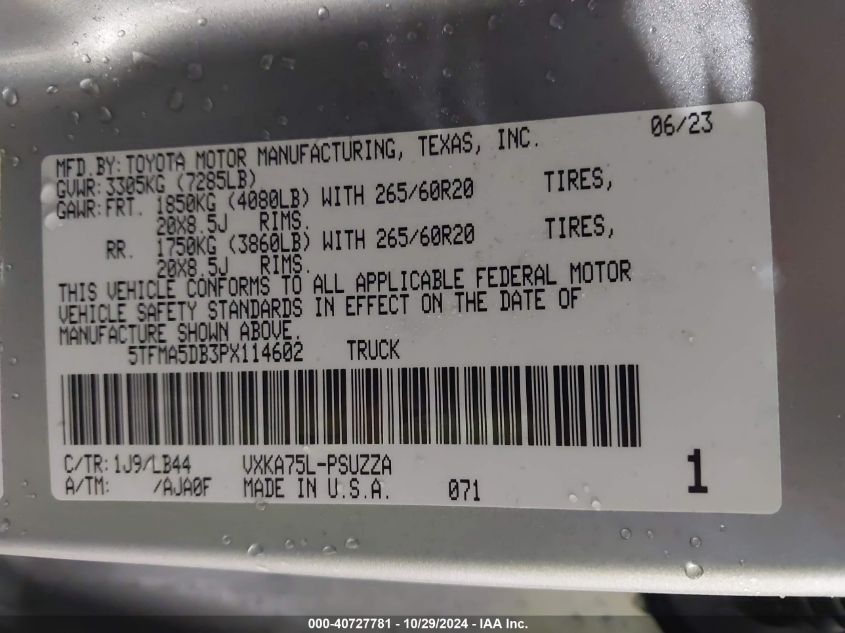 06/23
MFD.BY: TOYOTA MOTOR MANUFACTURING, TEXAS, INC.
GVWR: 3305KG (7285LB)
GAWR: FRT. 1850KG (4080LB) WITH 265/60R20 TIRES,
20X8.5J RIMS.
RR. 1750KG (3860LB) WITH 265/60R20 TIRES,
20X8.5J RIMS.
THIS VEHICLE CONFORMS TO ALL APPLICABLE FEDERAL MOTOR
VEHICLE SAFETY STANDARDS IN EFFECT ON THE DATE OF
MANUFACTURE SHOWN ABOVE.
5TFMA5DB3PX114602 TRUCK
C/TR: 1J9/LB44 VXKA75L-PSUZZA
A/TM: /AJA0F MADE IN U.S.A. 071
1
000-40727781 - 10/29/2024 - IAA Inc.